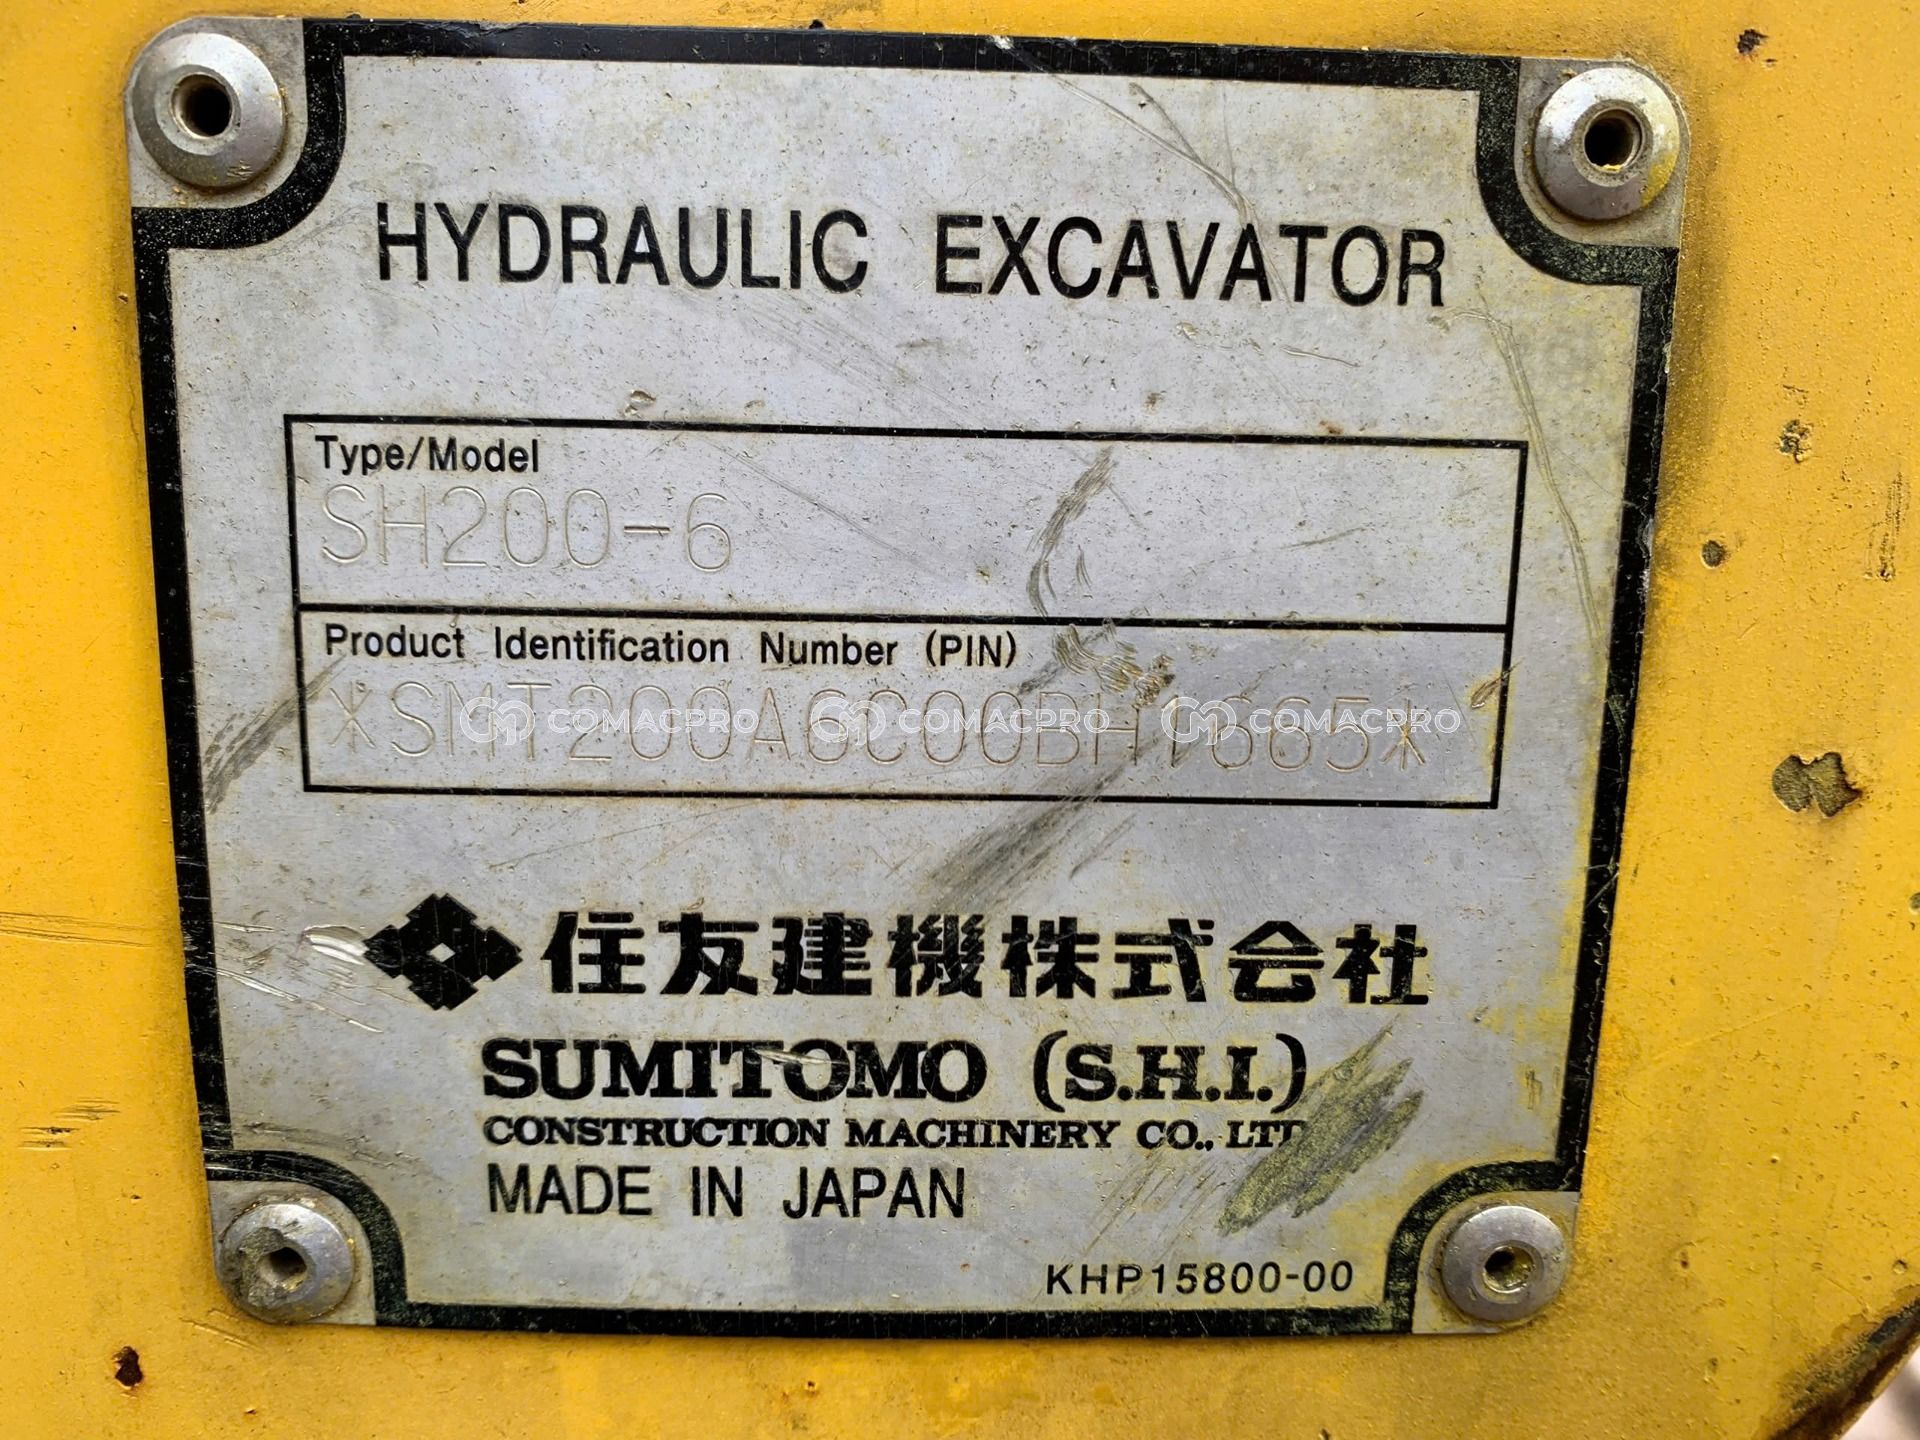 HYDRAULIC EXCAVATOR
Type/Model
SH200-6
Product Identification Number (PIN)
*SMT200A6C00BH1665*
COMACPRO COMACPRO COMACPRO
住友建機株式会社
SUMITOMO (S.H.I.)
CONSTRUCTION MACHINERY CO., LTD
MADE IN JAPAN
KHP15800-00